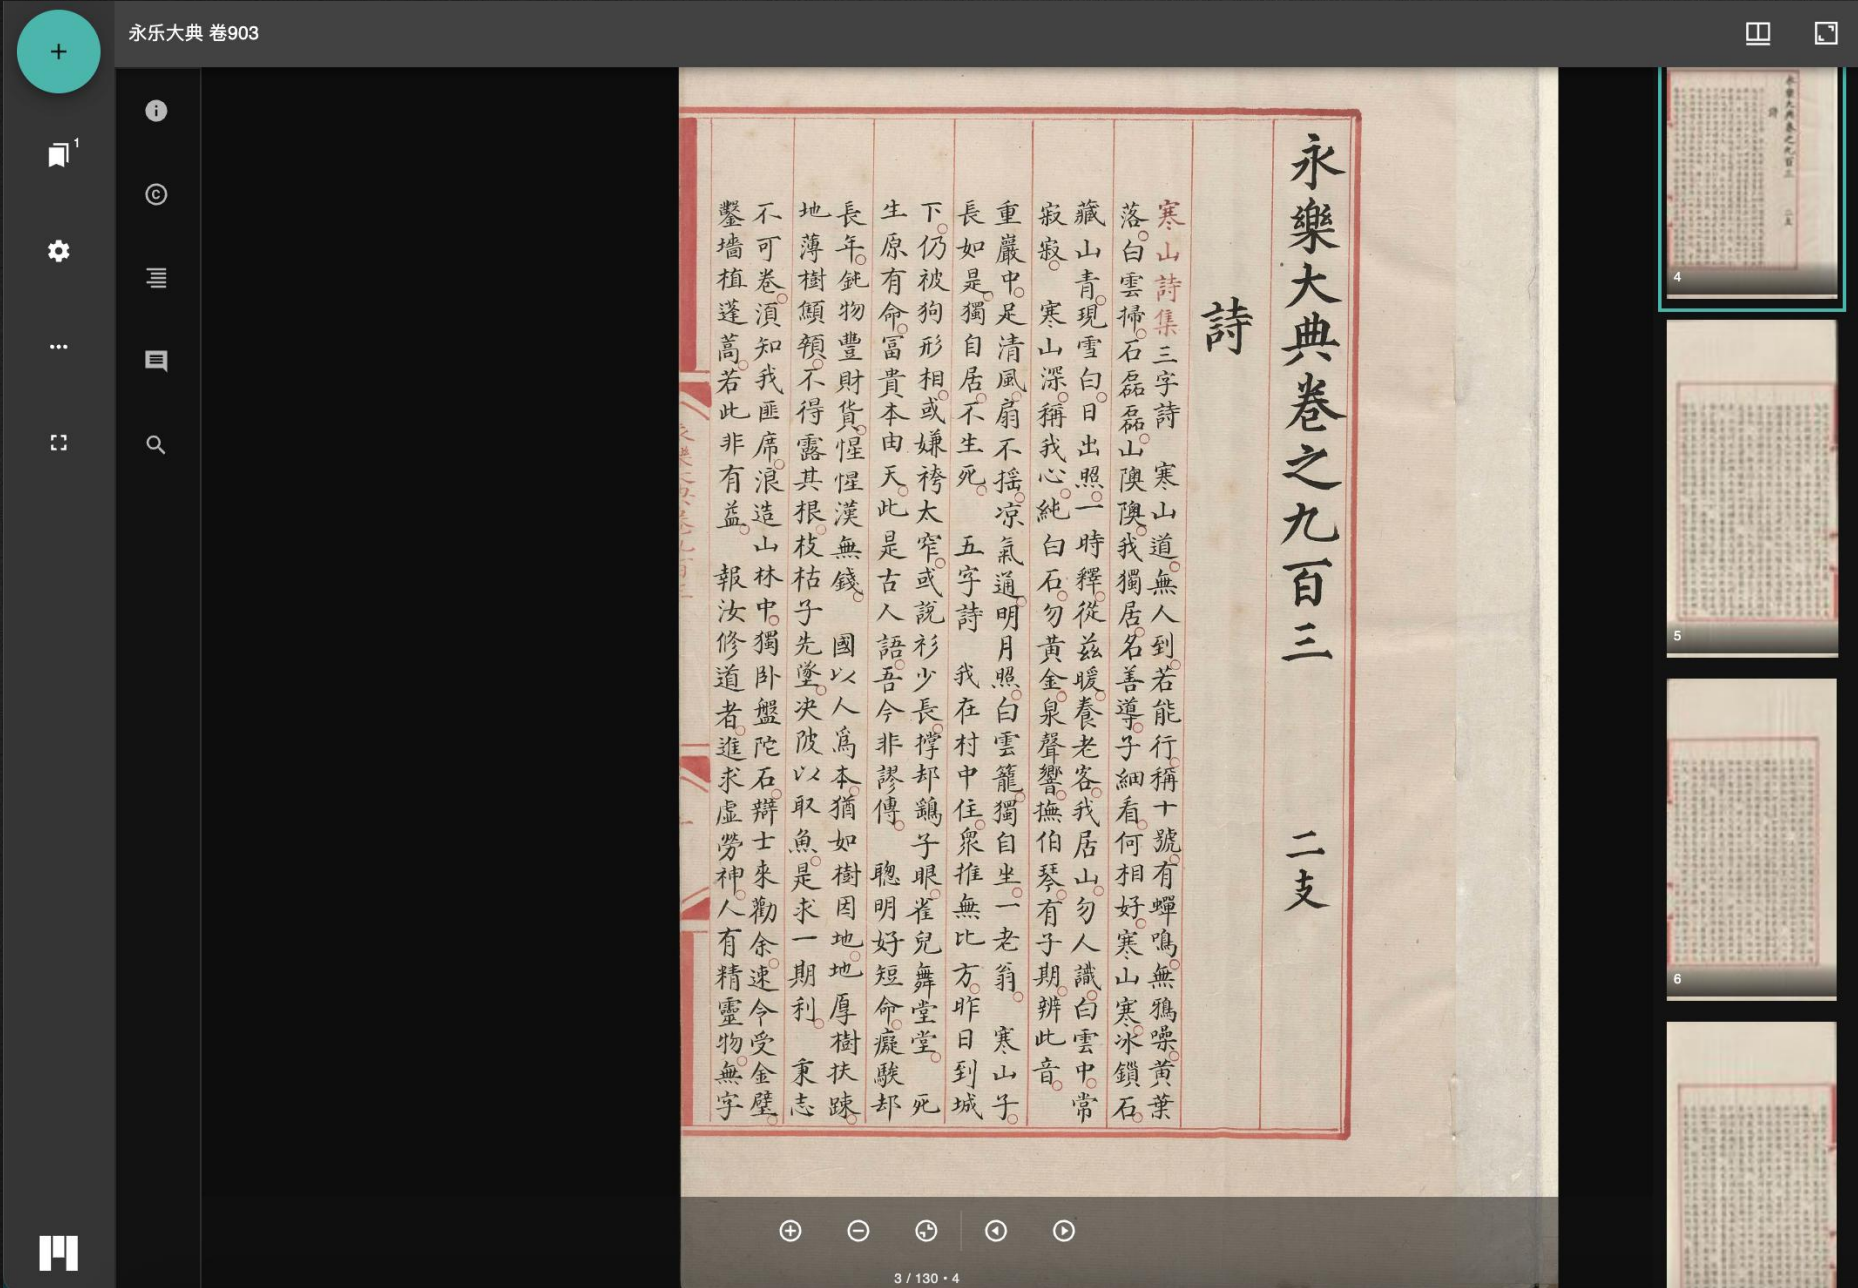 永乐大典 卷903
1
永樂大典卷之九百三 二支
詩
寒山詩集三字詩 寒山道。無人到。若能行。稱十號。有蟬鳴。無鴉噪。黃葉
落。白雲掃。石磊磊。山隩隩。我獨居。名善導。子細看。何相好。寒山寒。冰鎖石。
藏山青。現雪白。日出照。一時釋。從茲暖。養老客。我居山。勿人識。白雲中。常
寂寂。 寒山深。稱我心。純白石。勿黃金。泉聲響。撫伯琴。有子期。辨此音。
重巖中。足清風。扇不搖。凉氣通。明月照。白雲籠。獨自坐。一老翁。 寒山子。
長如是。獨自居。不生死。 五字詩 我在村中住。衆推無比方。昨日到城
下。仍被狗形相。或嫌袴太窄。或說衫少長。撑却鷂子眼。雀兒舞堂堂。 死
生原有命。冨貴本由天。此是古人語。吾今非謬傳。 聰明好短命。癡騃却
長年。鈍物豐財貨。惺惺漢無錢。 國以人爲本。猶如樹因地。地厚樹扶踈。
地薄樹顦顇。不得露其根。枝枯子先墜。决陂以取魚。是求一期利。 秉志
不可卷。湏知我匪席。浪造山林中。獨卧盤陀石。辯士來勸余。速令受金璧。
鑿墻植蓬蒿。若此非有益。 報汝修道者。進求虛勞神。人有精靈物。無字
3 / 130 • 4
4
5
6